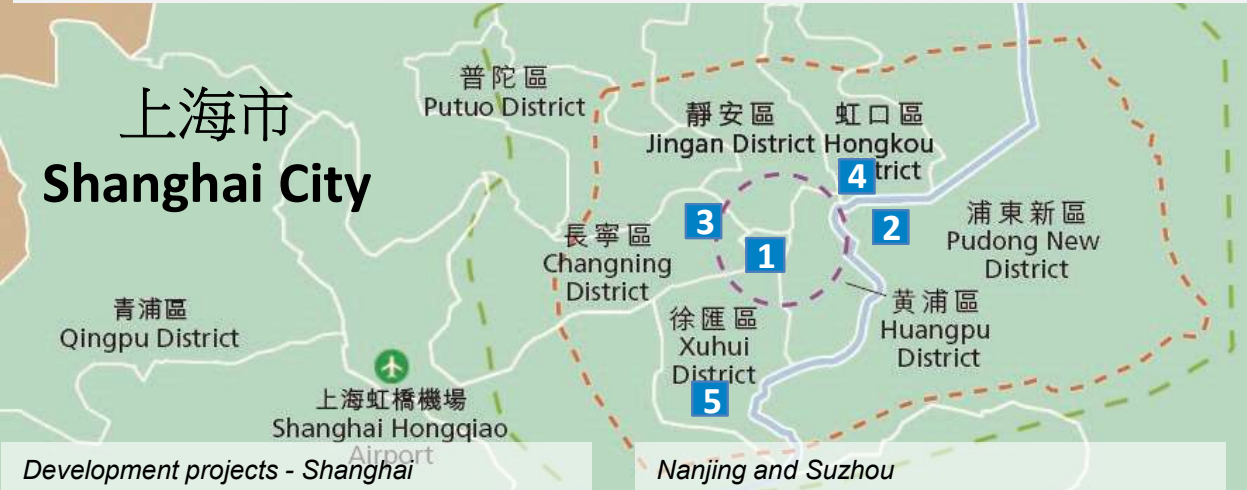 上海市
Shanghai City
普陀區
Putuo District
靜安區
Jingan District
虹口區
Hongkou
trict
4
3
2
1
長寧區
Changning
District
浦東新區
Pudong New
District
黄浦區
Huangpu
District
青浦區
Qingpu District
徐匯區
Xuhui
District
5
上海虹橋機場
Shanghai Hongqiao
Airport
Development projects - Shanghai
Nanjing and Suzhou